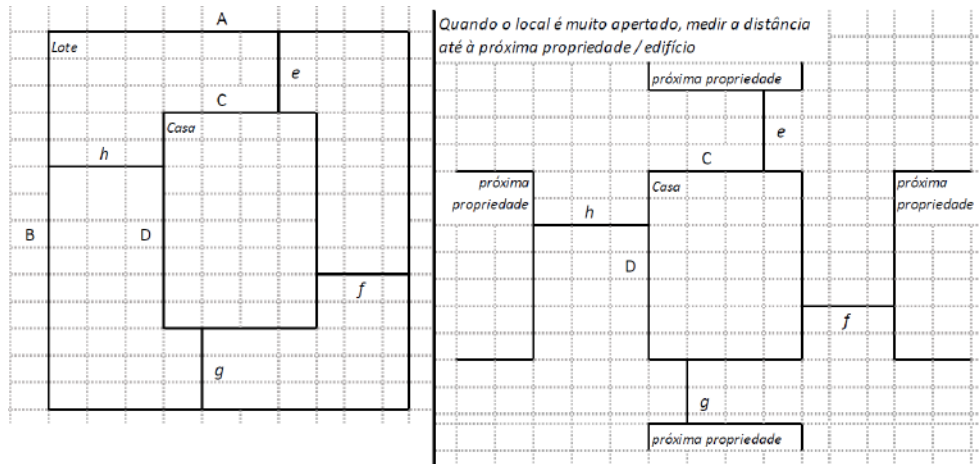 A
Lote
e
C
Casa
h
B
D
f
g
Quando o local é muito apertado, medir a distância
até à próxima propriedade / edifício
próxima propriedade
e
C
próxima
propriedade
Casa
próxima
propriedade
h
D
f
g
próxima propriedade